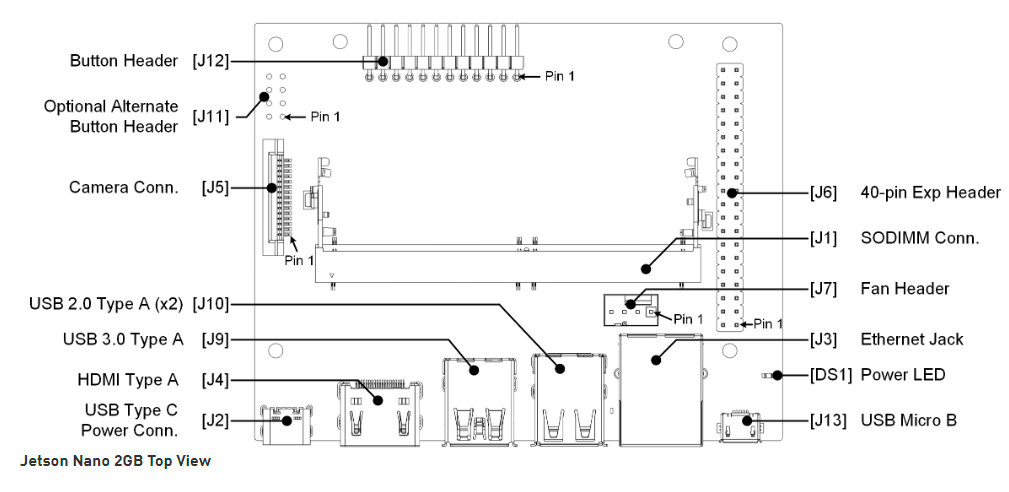 Button Header [J12]
Pin 1
Optional Alternate
Button Header [J11]
Pin 1
Camera Conn. [J5]
Pin 1
[J6] 40-pin Exp Header
[J1] SODIMM Conn.
[J7] Fan Header
USB 2.0 Type A (x2) [J10]
Pin 1
Pin 1
USB 3.0 Type A [J9]
[J3] Ethernet Jack
HDMI Type A [J4]
[DS1] Power LED
USB Type C
Power Conn. [J2]
[J13] USB Micro B
Jetson Nano 2GB Top View